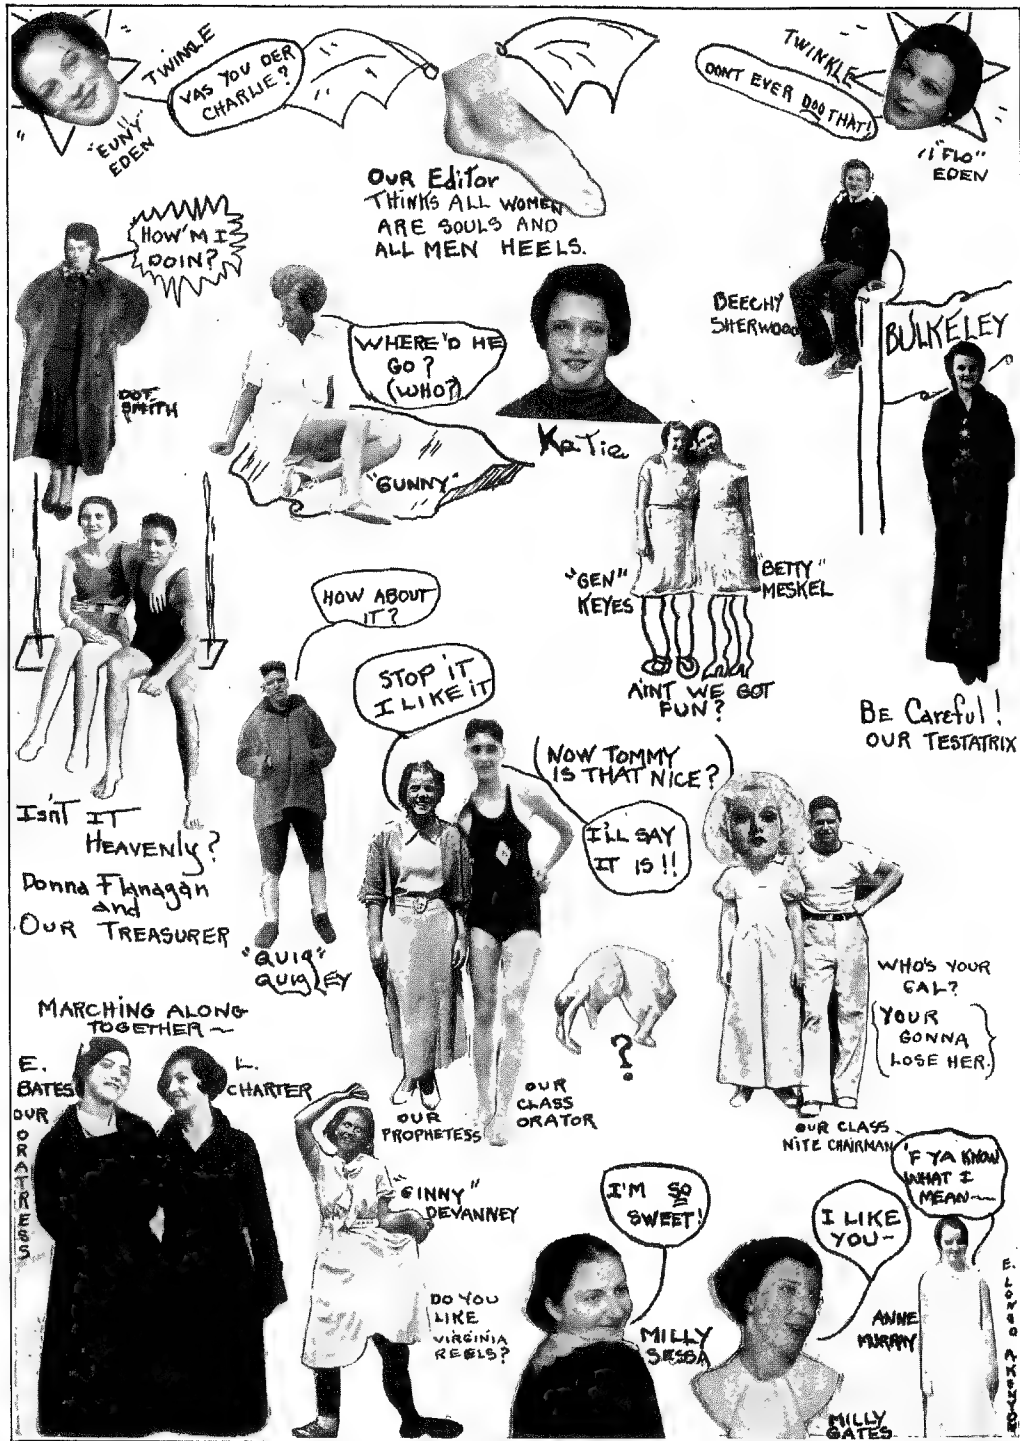 TWINKLE
VAS YOU DER
CHARLIE?
"EUNY"
EDEN
TWINKLE
DONT EVER DOO THAT!
"FLO"
EDEN
OUR Editor
THINKS ALL WOMEN
ARE SOULS AND
ALL MEN HEELS.
HOW'M I
DOIN?
DOT
SMITH
WHERE'D HE
GO?
(WHO?)
"GUNNY"
Katie
BEECHY
SHERWOOD
BULKELEY
"GEN"
KEYES
"BETTY"
MESKEL
AINT WE GOT
FUN?
BE Careful!
OUR TESTATRIX
Isn't IT
HEAVENLY?
Donna Flanagan
and
OUR TREASURER
HOW ABOUT
IT?
"QUIG"
QUIGLEY
STOP IT
I LIKE IT
NOW TOMMY
IS THAT NICE?
I'LL SAY
IT IS!!
OUR
PROPHETESS
OUR
CLASS
ORATOR
?
WHO'S YOUR
GAL?
YOUR
GONNA
LOSE HER.
OUR CLASS
NITE CHAIRMAN
MARCHING ALONG
TOGETHER~
E.
BATES
OUR
ORATRESS
L.
CHARTER
"GINNY"
DEVANNEY
DO YOU
LIKE
VIRGINIA
REELS?
I'M SO
SWEET!
MILLY
SESSA
I LIKE
YOU~
MILLY
GATES
'F YA KNOW
WHAT I
MEAN~~
ANNE
MURRAY
E. LONGO